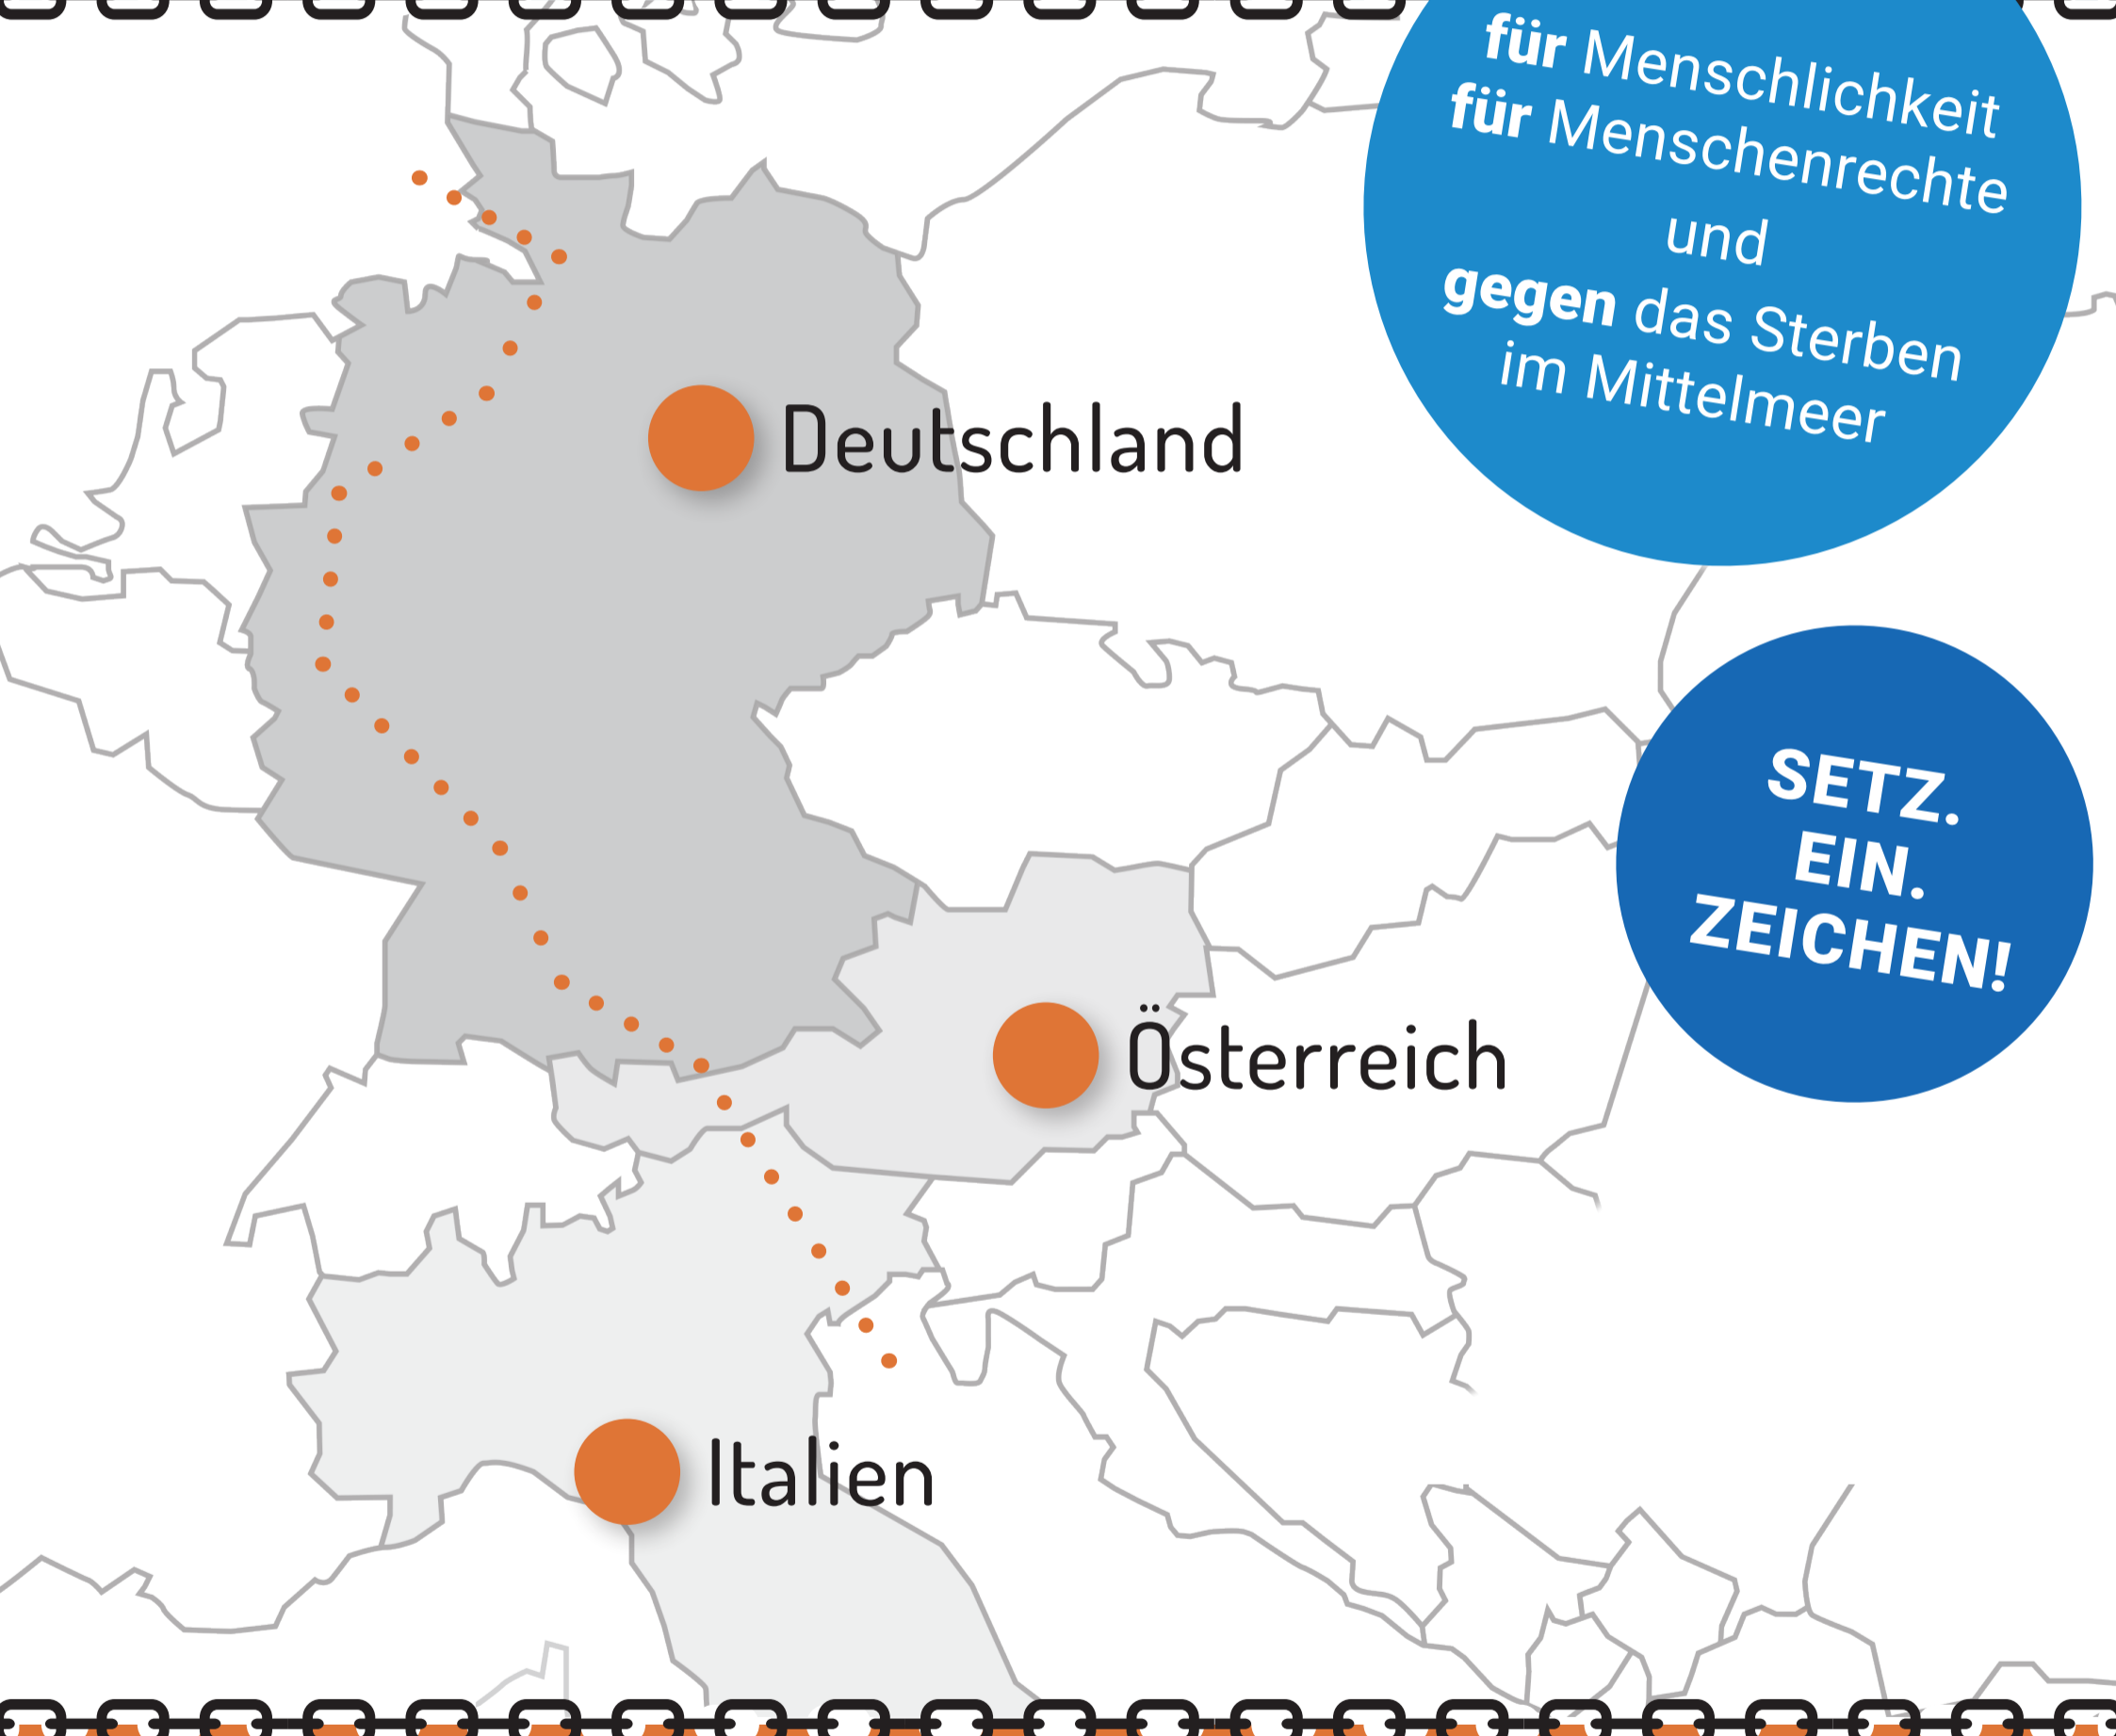 für Menschlichkeit
für Menschenrechte
und
gegen das Sterben
im Mittelmeer
Deutschland
SETZ.
EIN.
ZEICHEN!
Österreich
Italien